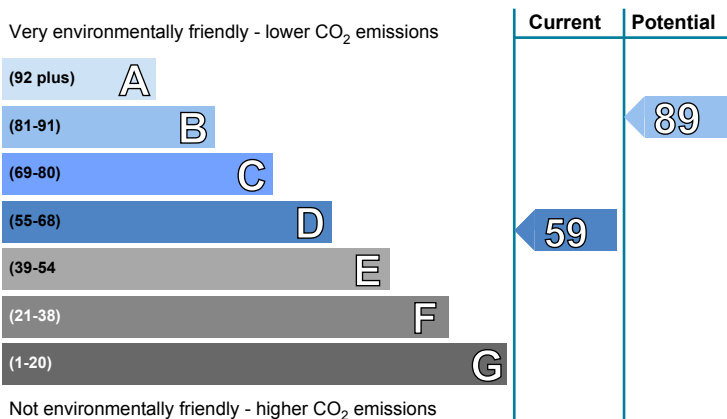 Current Potential
Very environmentally friendly - lower CO2 emissions
(92 plus) A
(81-91) B
89
(69-80) C
(55-68) D
59
(39-54 E
(21-38) F
(1-20) G
Not environmentally friendly - higher CO2 emissions